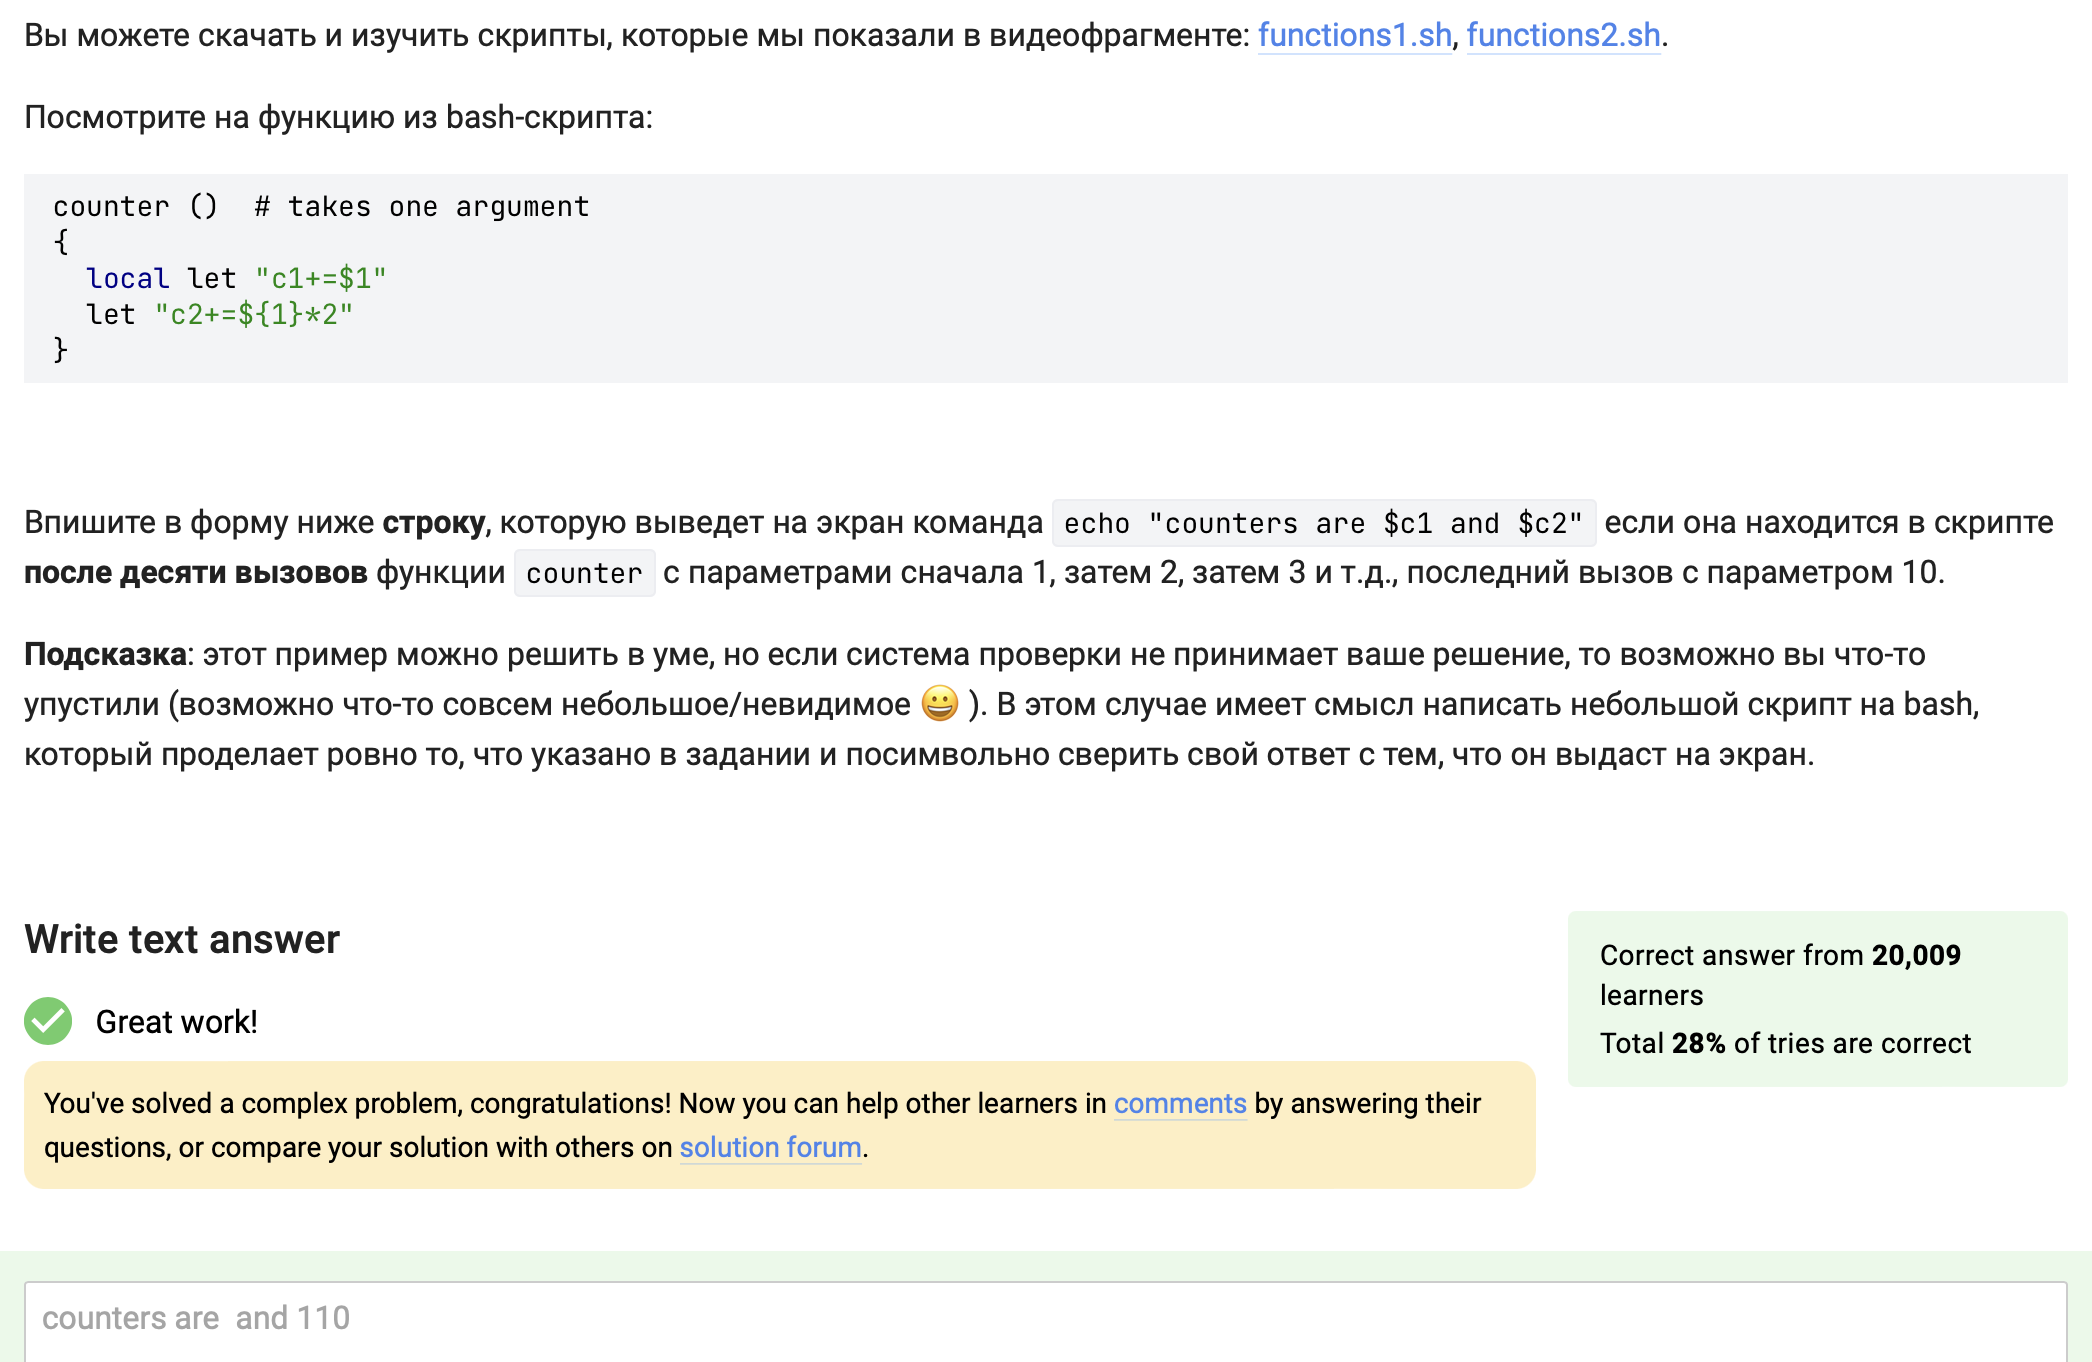 Вы можете скачать и изучить скрипты, которые мы показали в видеофрагменте: functions1.sh, functions2.sh.
Посмотрите на функцию из bash-скрипта:
counter ()  # takes one argument
{
  local let "c1+=$1"
  let "c2+=${1}*2"
}
Впишите в форму ниже строку, которую выведет на экран команда echo "counters are $c1 and $c2" если она находится в скрипте
после десяти вызовов функции counter с параметрами сначала 1, затем 2, затем 3 и т.д., последний вызов с параметром 10.
Подсказка: этот пример можно решить в уме, но если система проверки не принимает ваше решение, то возможно вы что-то
упустили (возможно что-то совсем небольшое/невидимое 😀 ). В этом случае имеет смысл написать небольшой скрипт на bash,
который проделает ровно то, что указано в задании и посимвольно сверить свой ответ с тем, что он выдаст на экран.
Write text answer
Great work!
You've solved a complex problem, congratulations! Now you can help other learners in comments by answering their
questions, or compare your solution with others on solution forum.
Correct answer from 20,009
learners
Total 28% of tries are correct
counters are  and 110